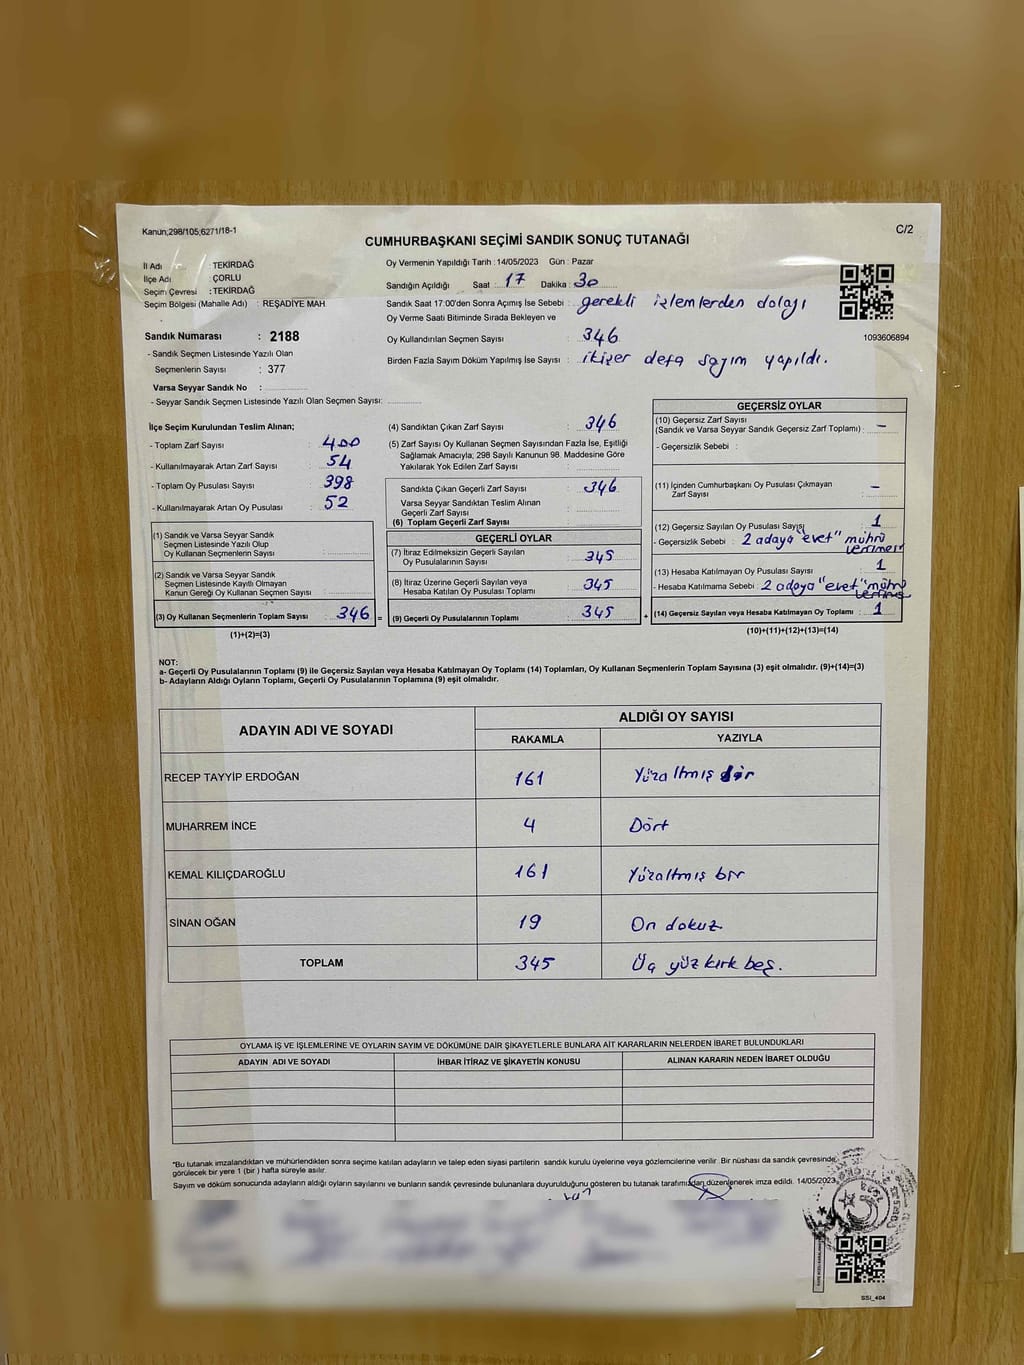 Kanun;298/105;6271/18-1
C/2
CUMHURBAŞKANI SEÇİMİ SANDIK SONUÇ TUTANAĞI
İl Adı : TEKİRDAĞ
İlçe Adı : ÇORLU
Seçim Çevresi : TEKİRDAĞ
Seçim Bölgesi (Mahalle Adı) : REŞADİYE MAH
Sandık Numarası : 2188
- Sandık Seçmen Listesinde Yazılı Olan
Seçmenlerin Sayısı : 377
Varsa Seyyar Sandık No :
- Seyyar Sandık Seçmen Listesinde Yazılı Olan Seçmen Sayısı:
Oy Vermenin Yapıldığı Tarih : 14/05/2023 Gün : Pazar
Sandığın Açıldığı Saat : 17 Dakika : 30
Sandık Saat 17:00'den Sonra Açımış İse Sebebi : gerekli izlemlerden dolayı
Oy Verme Saati Bitiminde Sırada Bekleyen ve
Oy Kullandırılan Seçmen Sayısı : 346
Birden Fazla Sayım Döküm Yapılmış İse Sayısı : ikizer defa sayım yapıldı.
1093606894
İlçe Seçim Kurulundan Teslim Alınan;
- Toplam Zarf Sayısı : 400
- Kullanılmayarak Artan Zarf Sayısı : 54
- Toplam Oy Pusulası Sayısı : 398
- Kullanılmayarak Artan Oy Pusulası : 52
(1) Sandık ve Varsa Seyyar Sandık
Seçmen Listesinde Yazılı Olup
Oy Kullanan Seçmenlerin Sayısı :
(2) Sandık ve Varsa Seyyar Sandık
Seçmen Listesinde Kayıtlı Olmayan
Kanun Gereği Oy Kullanan Seçmen Sayısı :
(3) Oy Kullanan Seçmenlerin Toplam Sayısı : 346 =
(1)+(2)=(3)
(4) Sandıktan Çıkan Zarf Sayısı : 346
(5) Zarf Sayısı Oy Kullanan Seçmen Sayısından Fazla İse, Eşitliği
Sağlamak Amacıyla; 298 Sayılı Kanunun 98. Maddesine Göre
Yakılarak Yok Edilen Zarf Sayısı :
Sandıkta Çıkan Geçerli Zarf Sayısı : 346
Varsa Seyyar Sandıktan Teslim Alınan
Geçerli Zarf Sayısı :
(6) Toplam Geçerli Zarf Sayısı :
GEÇERLİ OYLAR
(7) İtiraz Edilmeksizin Geçerli Sayılan
Oy Pusulasının Sayısı : 345
(8) İtiraz Üzerine Geçerli Sayılan veya
Hesaba Katılan Oy Pusulası Toplamı : 345
(9) Geçerli Oy Pusulalarının Toplamı : 345 +
GEÇERSİZ OYLAR
(10) Geçersiz Zarf Sayısı
(Sandık ve Varsa Seyyar Sandık Geçersiz Zarf Toplamı) : –
- Geçersizlik Sebebi :
(11) İçinden Cumhurbaşkanı Oy Pusulası Çıkmayan
Zarf Sayısı : –
(12) Geçersiz Sayılan Oy Pusulası Sayısı : 1
- Geçersizlik Sebebi : 2 adaya "evet" mührü
verilmesi
(13) Hesaba Katılmayan Oy Pusulası Sayısı : 1
- Hesaba Katılmama Sebebi : 2 adaya "evet" mührü
verilmesi
(14) Geçersiz Sayılan veya Hesaba Katılmayan Oy Toplamı : 1
(10)+(11)+(12)+(13)=(14)
NOT:
a- Geçerli Oy Pusulalarının Toplamı (9) ile Geçersiz Sayılan veya Hesaba Katılmayan Oy Toplamı (14) Toplamları, Oy Kullanan Seçmenlerin Toplam Sayısına (3) eşit olmalıdır. (9)+(14)=(3)
b- Adayların Aldığı Oyların Toplamı, Geçerli Oy Pusulalarının Toplamına (9) eşit olmalıdır.
ADAYIN ADI VE SOYADI
ALDIĞI OY SAYISI
RAKAMLA YAZIYLA
RECEP TAYYİP ERDOĞAN 161 Yüzaltmış bir
MUHARREM İNCE 4 Dört
KEMAL KILIÇDAROĞLU 161 Yüzaltmış bir
SİNAN OĞAN 19 On dokuz
TOPLAM 345 Üç yüz kırk beş.
OYLAMA İŞ VE İŞLEMLERİNE VE OYLARIN SAYIM VE DÖKÜMÜNE DAİR ŞİKAYETLERLE BUNLARA AİT KARARLARIN NELERDEN İBARET BULUNDUKLARI
ADAYIN ADI VE SOYADI İHBAR İTİRAZ VE ŞİKAYETİN KONUSU ALINAN KARARIN NEDEN İBARET OLDUĞU
*Bu tutanak imzalandıktan ve mühürlendikten sonra seçime katılan adayların ve talep eden siyasi partilerin sandık kurulu üyelerine veya gözlemcilerine verilir. Bir nüshası da sandık çevresinde
görülecek bir yere 1 (bir ) hafta süreyle asılır.
Sayım ve döküm sonucunda adayların aldığı oyların sayılarını ve bunların sandık çevresinde bulunanlara duyurulduğunu gösteren bu tutanak tarafımızdan düzenlenerek imza edildi. 14/05/2023
SSİ_404